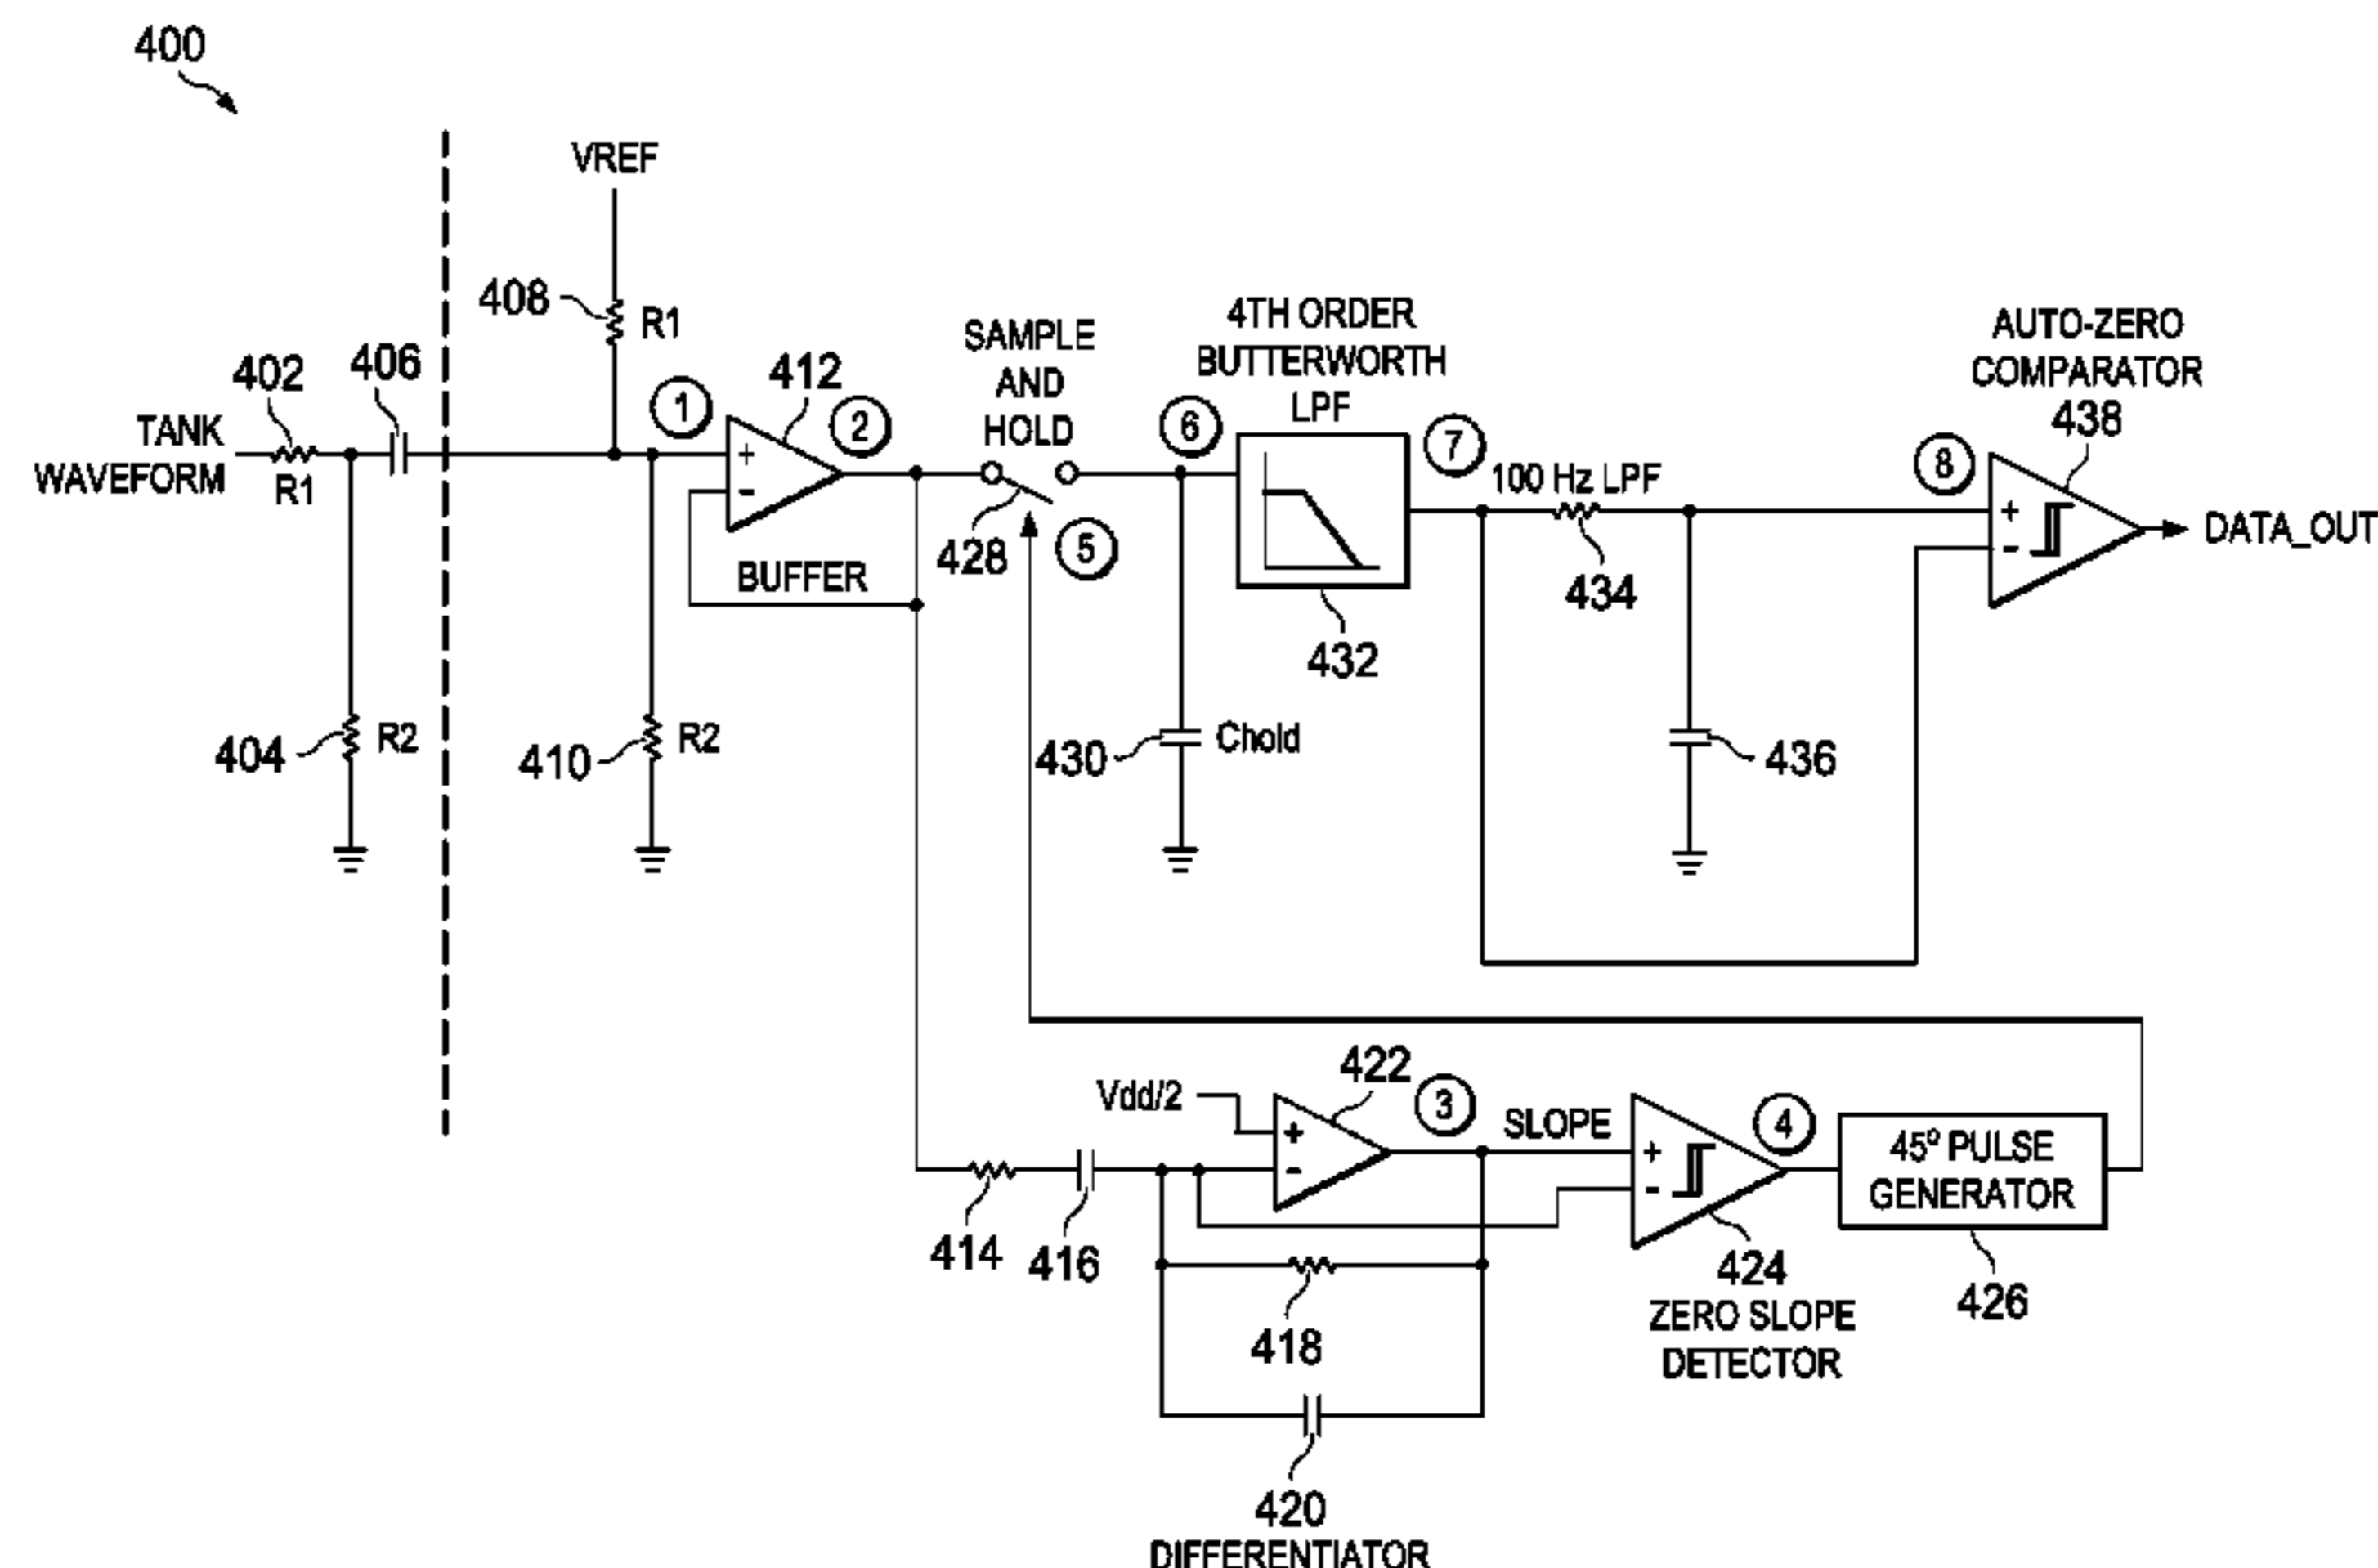 400
VREF
408
R1
402
406
TANK
WAVEFORM
R1
404
R2
410
R2
1
412
2
+
-
BUFFER
SAMPLE
AND
HOLD
428
5
6
430
Chold
4TH ORDER
BUTTERWORTH
LPF
432
7
100 Hz LPF
434
436
8
AUTO-ZERO
COMPARATOR
438
+
-
DATA_OUT
Vdd/2
422
3
SLOPE
+
-
414
416
418
420
DIFFERENTIATOR
4
+
-
424
ZERO SLOPE
DETECTOR
45º PULSE
GENERATOR
426